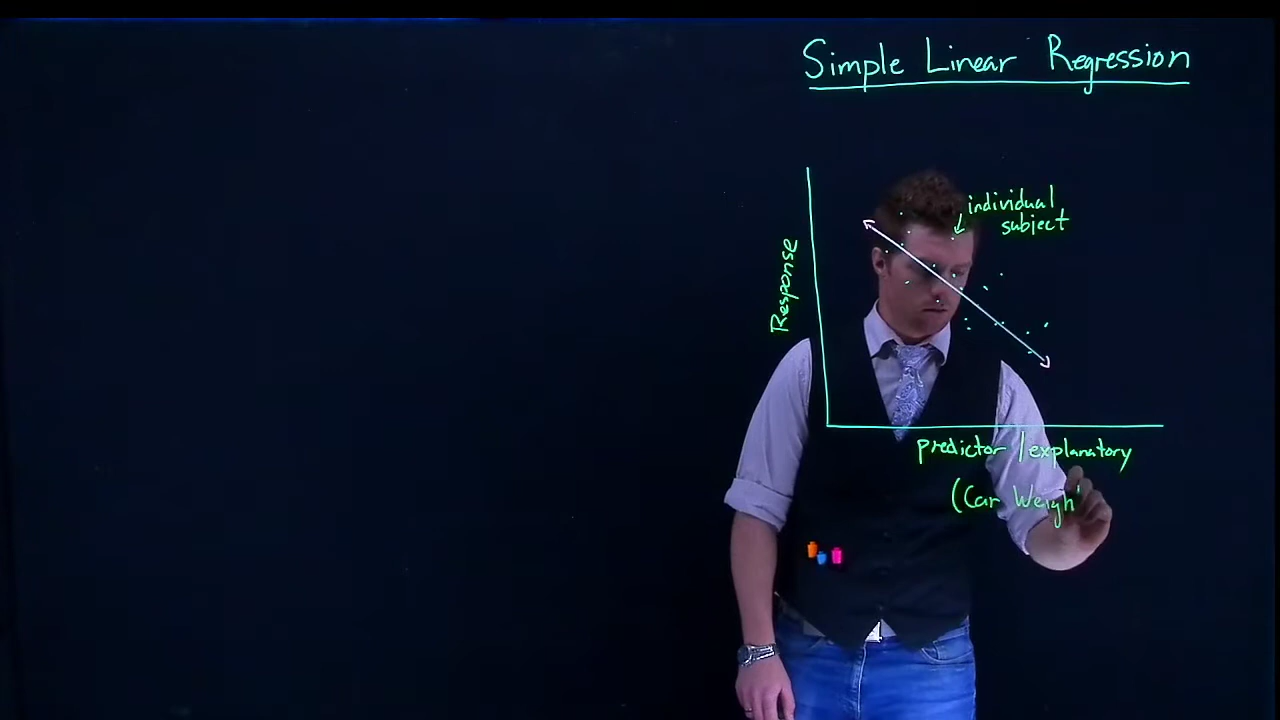 Simple Linear Regression
individual
subject
Response
predictor / explanatory
(Car Weigh